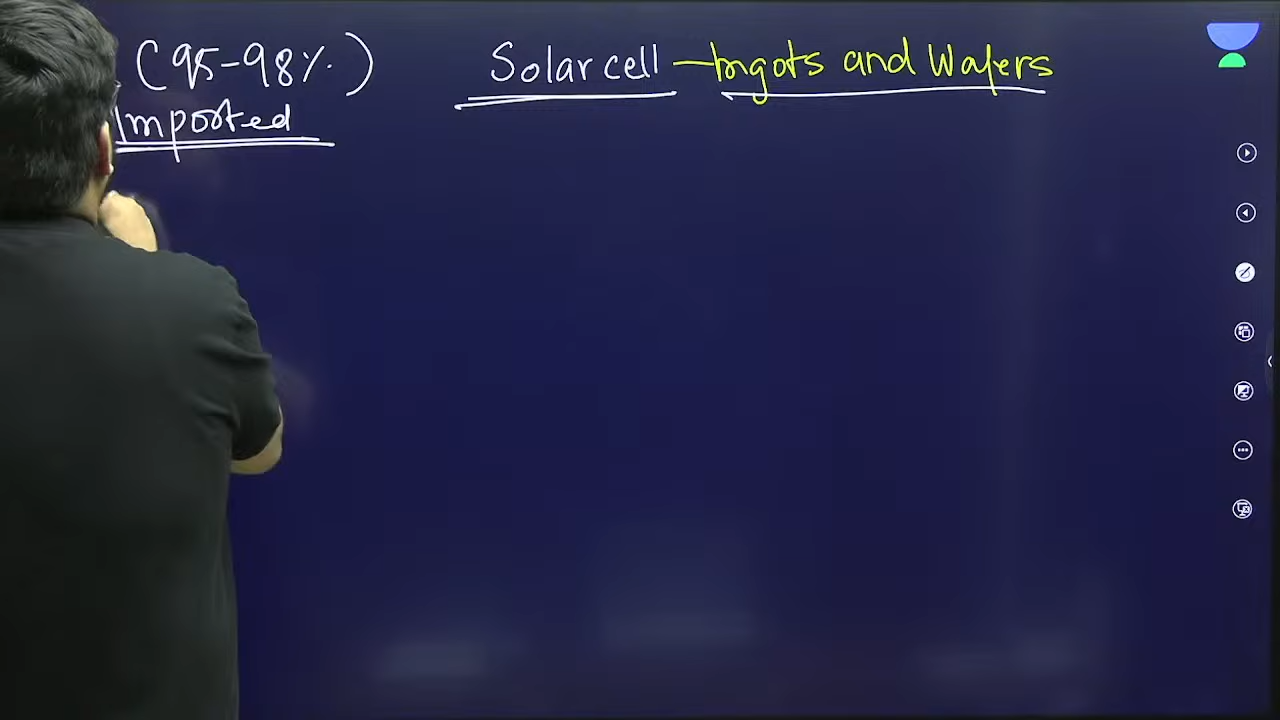 (95-98%.)
Imported
Solar cell — Ingots and Wafers